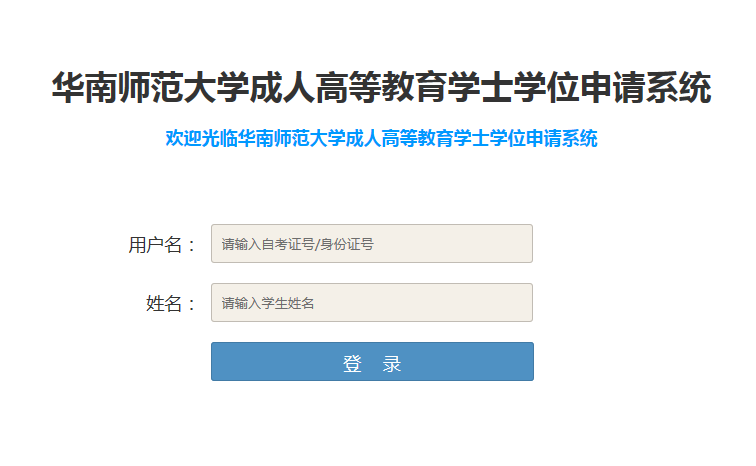 华南师范大学成人高等教育学士学位申请系统
欢迎光临华南师范大学成人高等教育学士学位申请系统
用户名： 请输入自考证号/身份证号
姓名： 请输入学生姓名
登 录